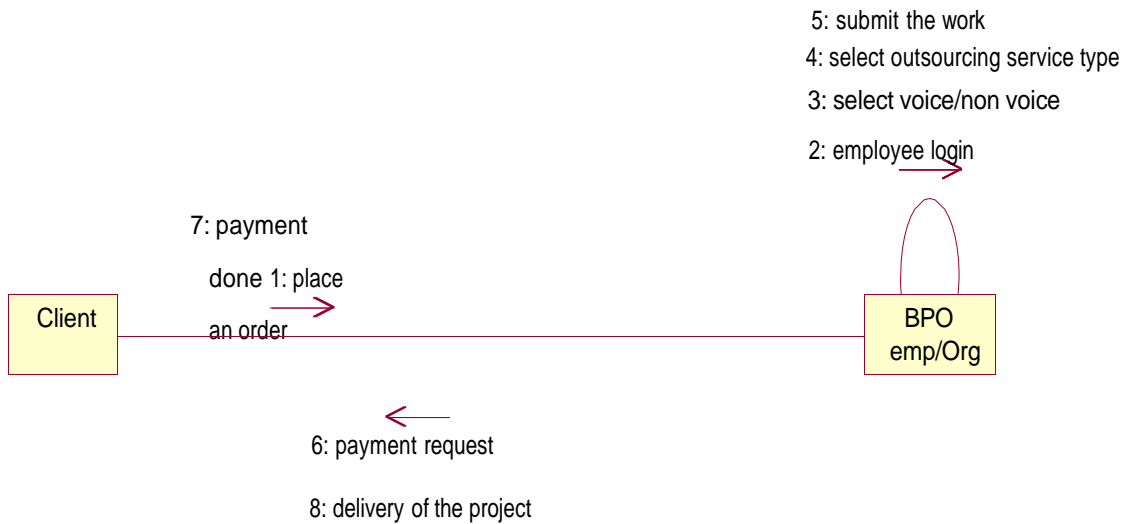 5: submit the work
4: select outsourcing service type
3: select voice/non voice
2: employee login
7: payment
done 1: place
an order
Client
BPO
emp/Org
6: payment request
8: delivery of the project